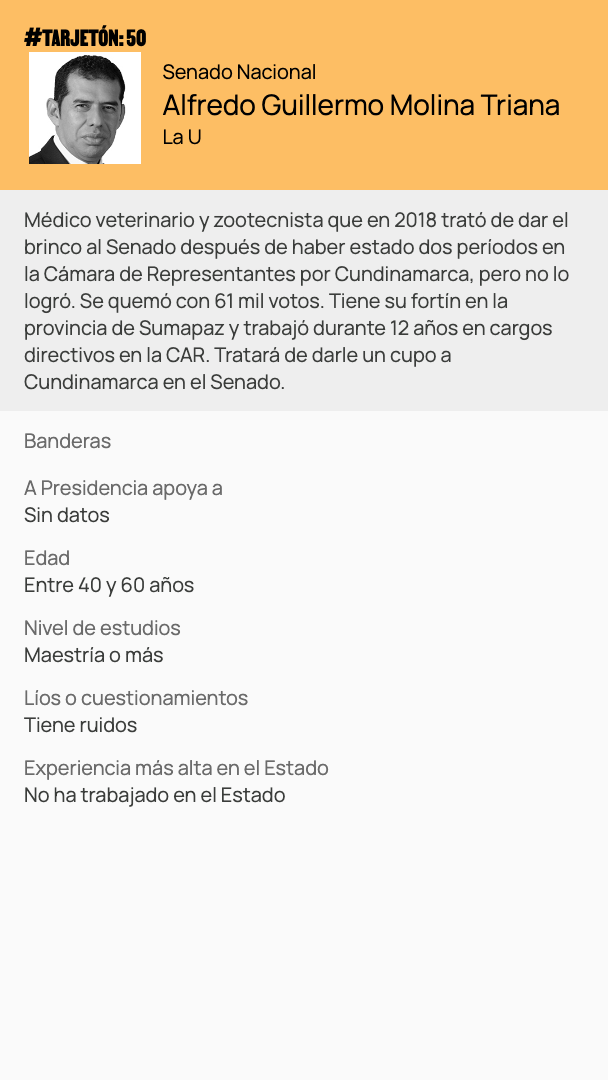 #TARJETÓN: 50
Senado Nacional
Alfredo Guillermo Molina Triana
La U
Médico veterinario y zootecnista que en 2018 trató de dar el
brinco al Senado después de haber estado dos períodos en
la Cámara de Representantes por Cundinamarca, pero no lo
logró. Se quemó con 61 mil votos. Tiene su fortín en la
provincia de Sumapaz y trabajó durante 12 años en cargos
directivos en la CAR. Tratará de darle un cupo a
Cundinamarca en el Senado.
Banderas
A Presidencia apoya a
Sin datos
Edad
Entre 40 y 60 años
Nivel de estudios
Maestría o más
Líos o cuestionamientos
Tiene ruidos
Experiencia más alta en el Estado
No ha trabajado en el Estado